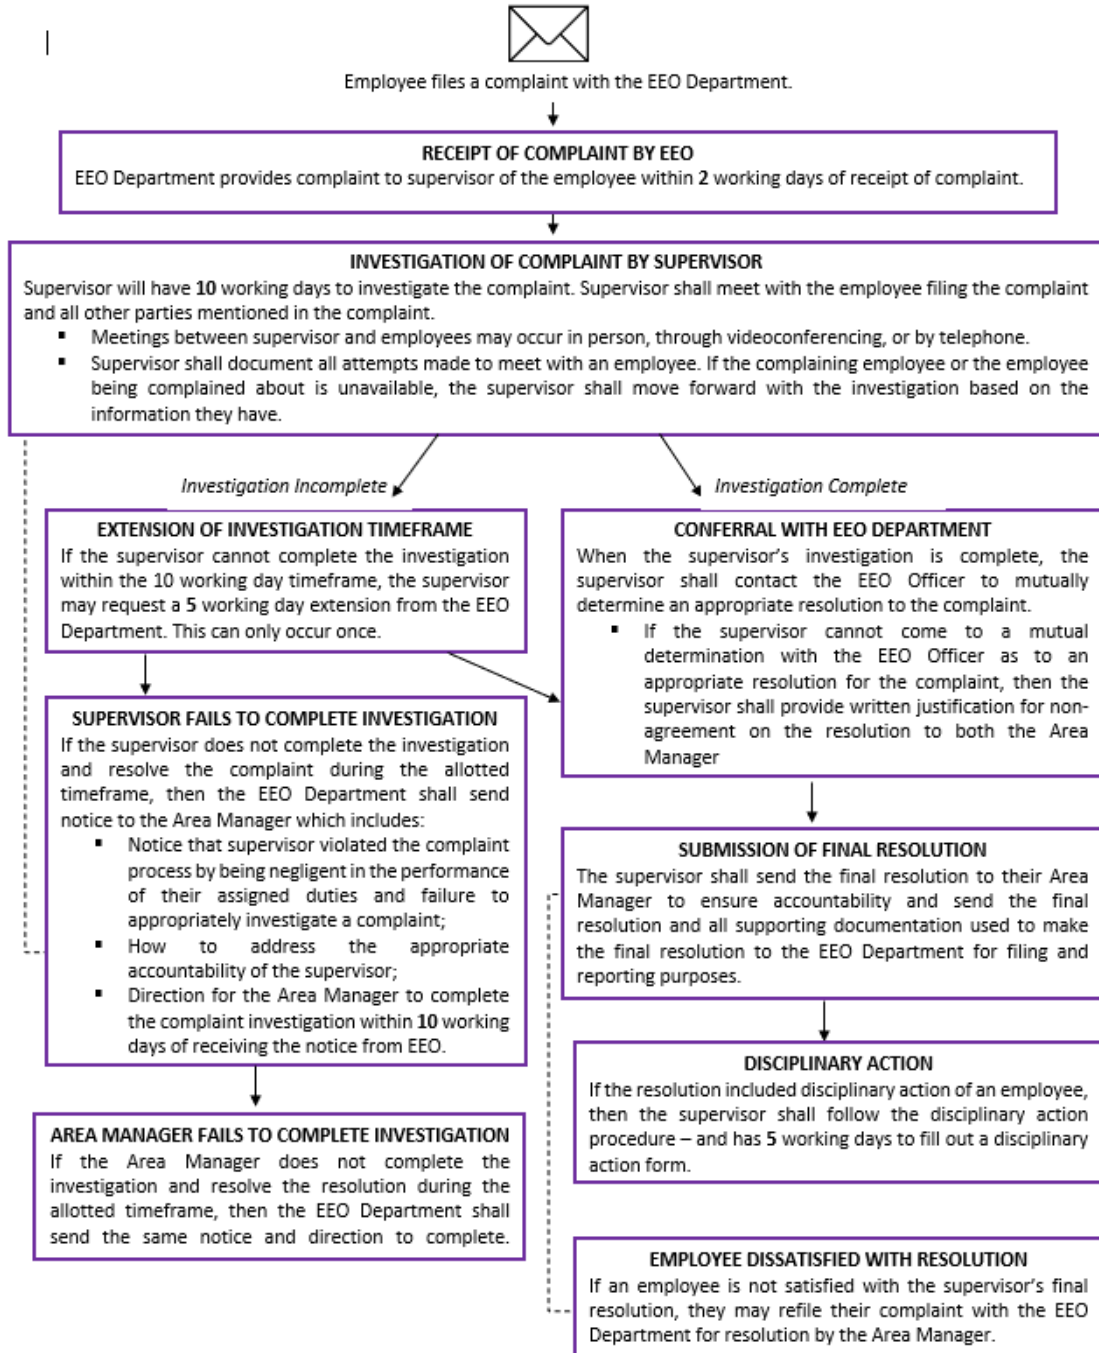 Employee files a complaint with the EEO Department.
RECEIPT OF COMPLAINT BY EEO
EEO Department provides complaint to supervisor of the employee within 2 working days of receipt of complaint.
INVESTIGATION OF COMPLAINT BY SUPERVISOR
Supervisor will have 10 working days to investigate the complaint. Supervisor shall meet with the employee filing the complaint
and all other parties mentioned in the complaint.
▪ Meetings between supervisor and employees may occur in person, through videoconferencing, or by telephone.
▪ Supervisor shall document all attempts made to meet with an employee. If the complaining employee or the employee
being complained about is unavailable, the supervisor shall move forward with the investigation based on the
information they have.
Investigation Incomplete
EXTENSION OF INVESTIGATION TIMEFRAME
If the supervisor cannot complete the investigation
within the 10 working day timeframe, the supervisor
may request a 5 working day extension from the EEO
Department. This can only occur once.
SUPERVISOR FAILS TO COMPLETE INVESTIGATION
If the supervisor does not complete the investigation
and resolve the complaint during the allotted
timeframe, then the EEO Department shall send
notice to the Area Manager which includes:
▪ Notice that supervisor violated the complaint
process by being negligent in the performance
of their assigned duties and failure to
appropriately investigate a complaint;
▪ How to address the appropriate
accountability of the supervisor;
▪ Direction for the Area Manager to complete
the complaint investigation within 10 working
days of receiving the notice from EEO.
AREA MANAGER FAILS TO COMPLETE INVESTIGATION
If the Area Manager does not complete the
investigation and resolve the resolution during the
allotted timeframe, then the EEO Department shall
send the same notice and direction to complete.
Investigation Complete
CONFERRAL WITH EEO DEPARTMENT
When the supervisor's investigation is complete, the
supervisor shall contact the EEO Officer to mutually
determine an appropriate resolution to the complaint.
▪ If the supervisor cannot come to a mutual
determination with the EEO Officer as to an
appropriate resolution for the complaint, then the
supervisor shall provide written justification for non-
agreement on the resolution to both the Area
Manager
SUBMISSION OF FINAL RESOLUTION
The supervisor shall send the final resolution to their Area
Manager to ensure accountability and send the final
resolution and all supporting documentation used to make
the final resolution to the EEO Department for filing and
reporting purposes.
DISCIPLINARY ACTION
If the resolution included disciplinary action of an employee,
then the supervisor shall follow the disciplinary action
procedure – and has 5 working days to fill out a disciplinary
action form.
EMPLOYEE DISSATISFIED WITH RESOLUTION
If an employee is not satisfied with the supervisor's final
resolution, they may refile their complaint with the EEO
Department for resolution by the Area Manager.